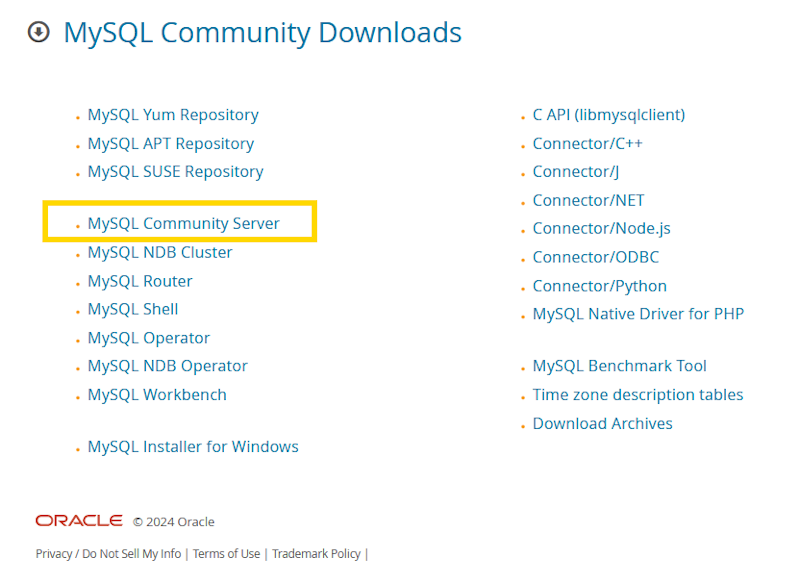 MySQL Community Downloads
MySQL Yum Repository
MySQL APT Repository
MySQL SUSE Repository
MySQL Community Server
MySQL NDB Cluster
MySQL Router
MySQL Shell
MySQL Operator
MySQL NDB Operator
MySQL Workbench
MySQL Installer for Windows
C API (libmysqlclient)
Connector/C++
Connector/J
Connector/NET
Connector/Node.js
Connector/ODBC
Connector/Python
MySQL Native Driver for PHP
MySQL Benchmark Tool
Time zone description tables
Download Archives
ORACLE © 2024 Oracle
Privacy / Do Not Sell My Info | Terms of Use | Trademark Policy |